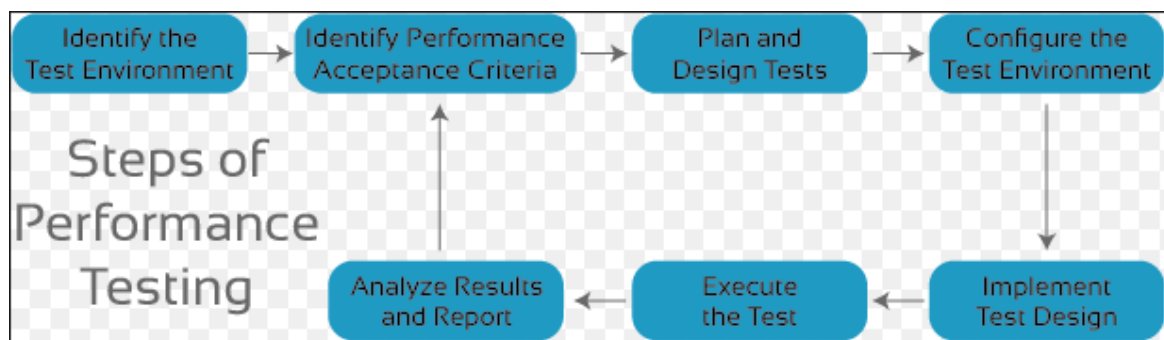 Identify the
Test Environment
Identify Performance
Acceptance Criteria
Plan and
Design Tests
Configure the
Test Environment
Steps of
Performance
Testing
Analyze Results
and Report
Execute
the Test
Implement
Test Design